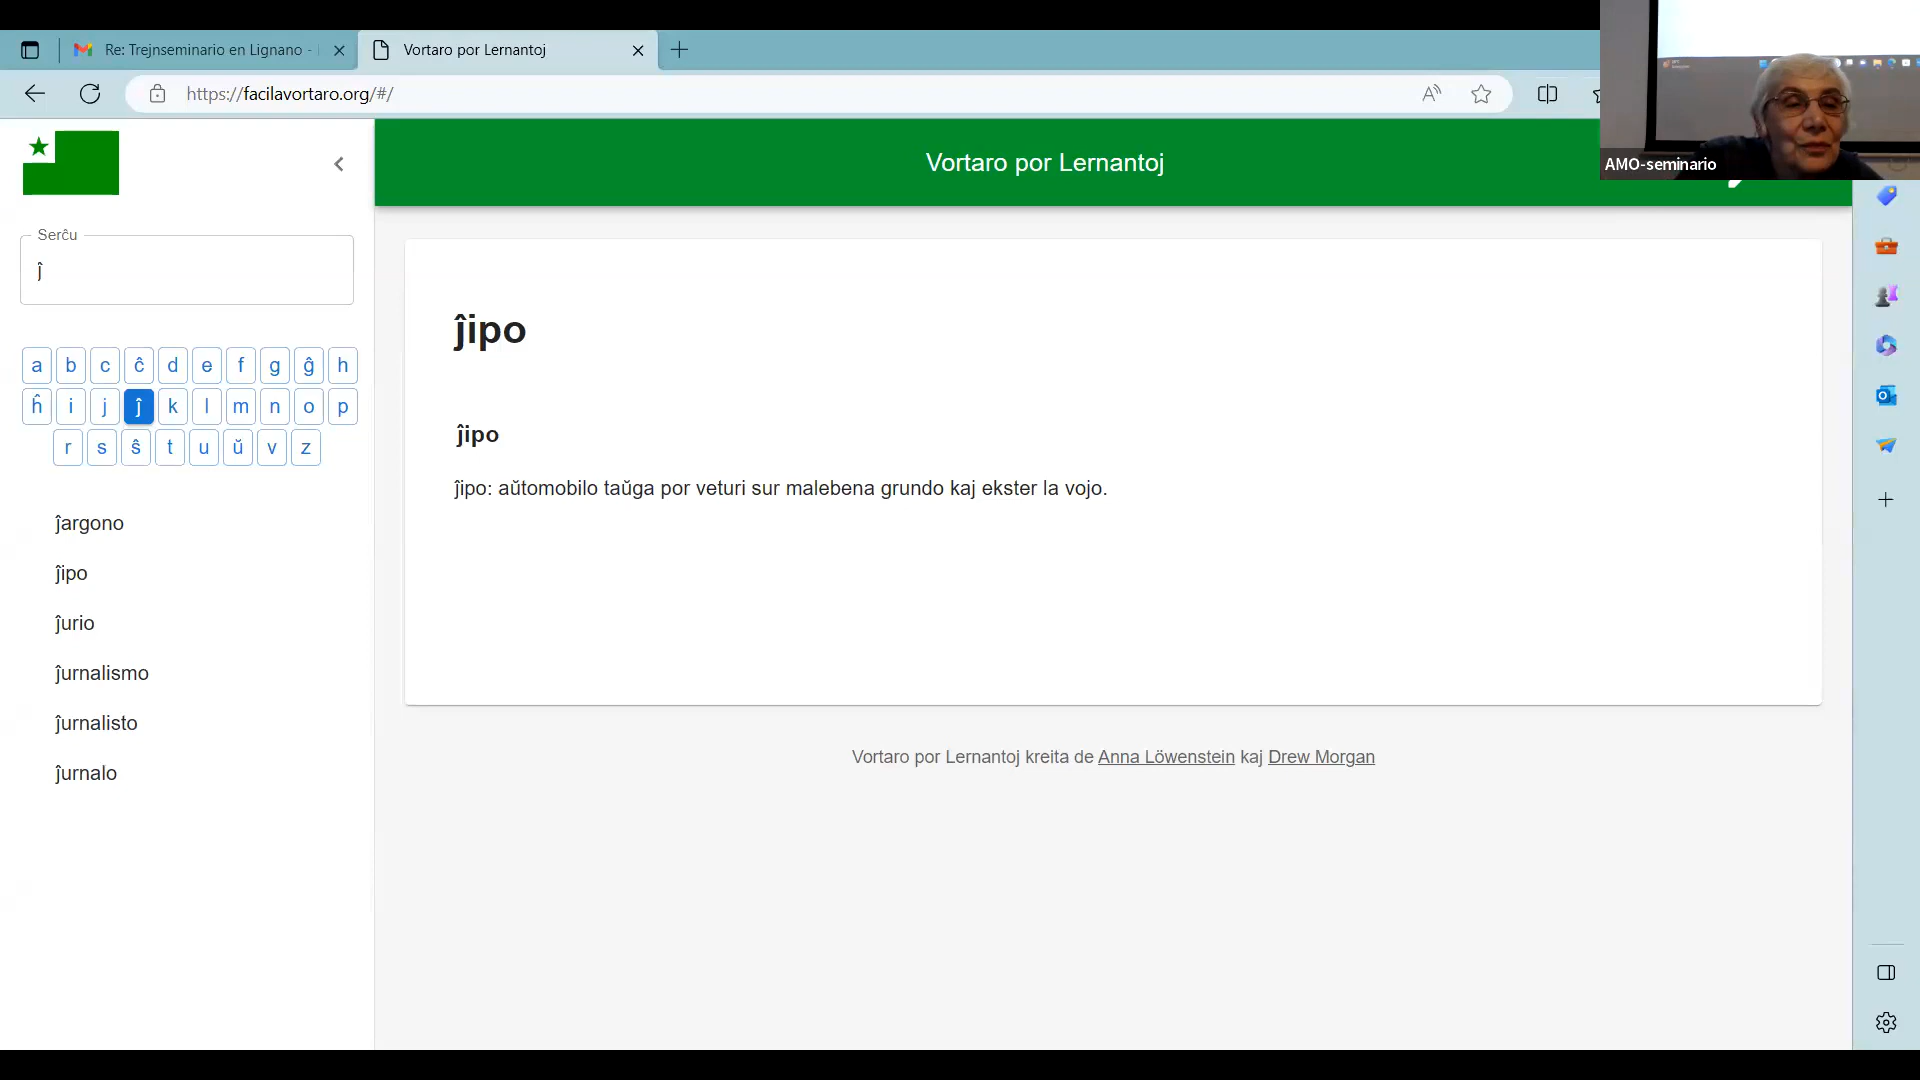 Re: Trejnseminario en Lignano -
Vortaro por Lernantoj
https://facilavortaro.org/#/
AMO-seminario
Vortaro por Lernantoj
Serĉu
ĵ
a b c ĉ d e f g ĝ h
ĥ i j ĵ k l m n o p
r s ŝ t u ŭ v z
ĵargono
ĵipo
ĵurio
ĵurnalismo
ĵurnalisto
ĵurnalo
ĵipo
ĵipo
ĵipo: aŭtomobilo taŭga por veturi sur malebena grundo kaj ekster la vojo.
Vortaro por Lernantoj kreita de Anna Löwenstein kaj Drew Morgan